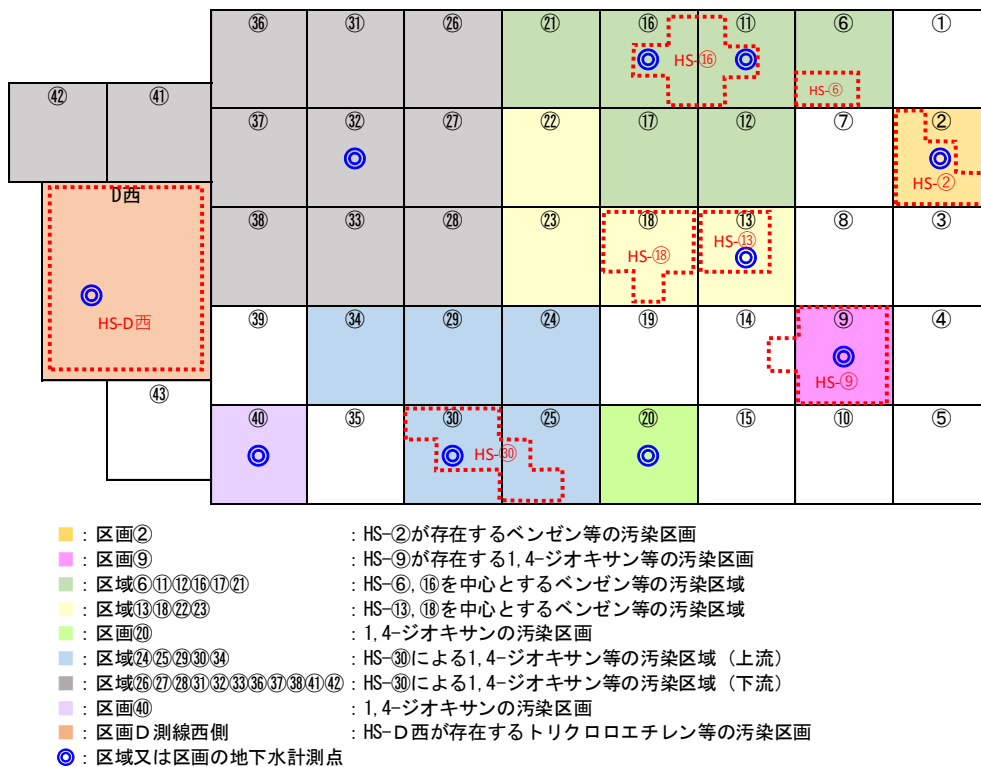 ㊱ ㉛ ㉖ ㉑ ⑯ ⑪ ⑥ ①
HS-⑯
HS-⑥
㊷ ㊶
㊲ ㉜ ㉗ ㉒ ⑰ ⑫ ⑦ ②
HS-②
D西
㊳ ㉝ ㉘ ㉓ ⑱ ⑬ ⑧ ③
HS-⑬
HS-⑱
HS-D西
㊴ ㉞ ㉙ ㉔ ⑲ ⑭ ⑨ ④
HS-⑨
㊸
㊵ ㉟ ㉚ ㉕ ⑳ ⑮ ⑩ ⑤
HS-㉚
：区画② ：HS-②が存在するベンゼン等の汚染区画
：区画⑨ ：HS-⑨が存在する1,4-ジオキサン等の汚染区画
：区域⑥⑪⑫⑯⑰㉑ ：HS-⑥,⑯を中心とするベンゼン等の汚染区域
：区域⑬⑱㉒㉓ ：HS-⑬,⑱を中心とするベンゼン等の汚染区域
：区画⑳ ：1,4-ジオキサンの汚染区画
：区域㉔㉕㉙㉚㉞ ：HS-㉚による1,4-ジオキサン等の汚染区域（上流）
：区域㉖㉗㉘㉛㉜㉝㊱㊲㊳㊶㊷ ：HS-㉚による1,4-ジオキサン等の汚染区域（下流）
：区画㊵ ：1,4-ジオキサンの汚染区画
：区画Ｄ測線西側 ：HS-Ｄ西が存在するトリクロロエチレン等の汚染区画
◎：区域又は区画の地下水計測点